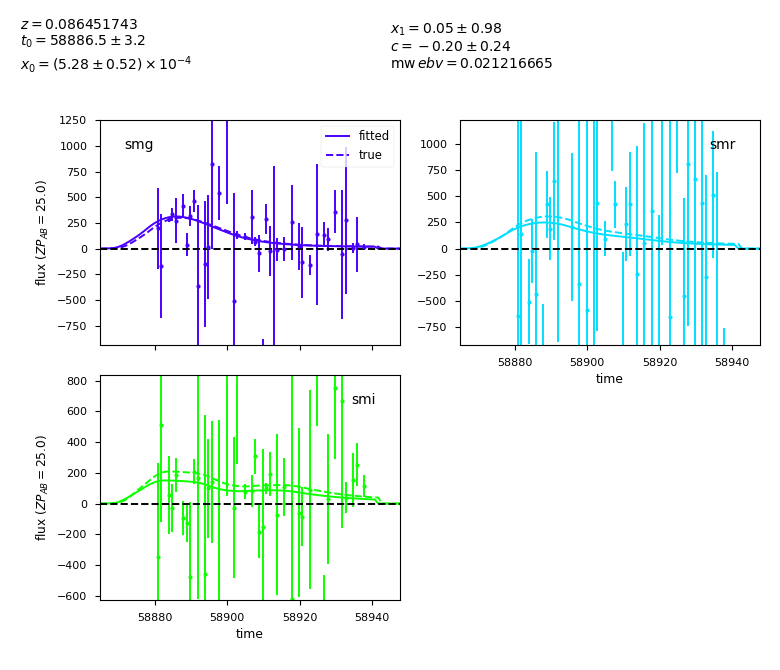 z = 0.086451743
t₀ = 58886.5 ± 3.2
x₀ = (5.28 ± 0.52) × 10⁻⁴
x₁ = 0.05 ± 0.98
c = −0.20 ± 0.24
mw ebv = 0.021216665
smg
fitted
true
1250
1000
750
500
250
0
−250
−500
−750
flux (ZP_AB = 25.0)
smr
1000
750
500
250
0
−250
−500
−750
58880 58900 58920 58940
time
smi
800
600
400
200
0
−200
−400
−600
flux (ZP_AB = 25.0)
58880 58900 58920 58940
time